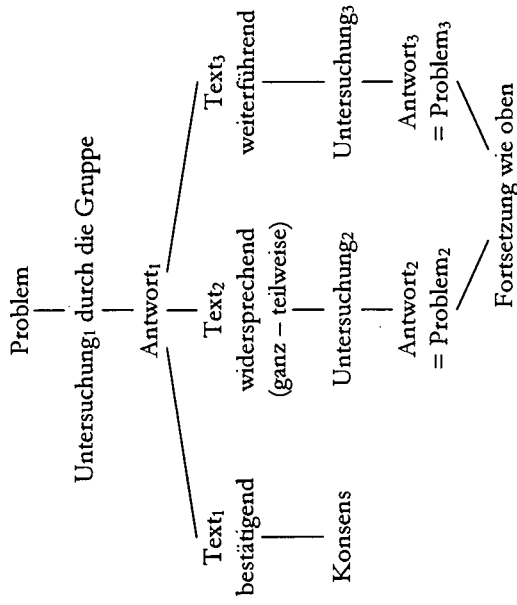 Problem
Untersuchung₁ durch die Gruppe
Antwort₁
Text₁
bestätigend
Konsens
Text₂
widersprechend
(ganz – teilweise)
Untersuchung₂
Antwort₂
= Problem₂
Text₃
weiterführend
Untersuchung₃
Antwort₃
= Problem₃
Fortsetzung wie oben